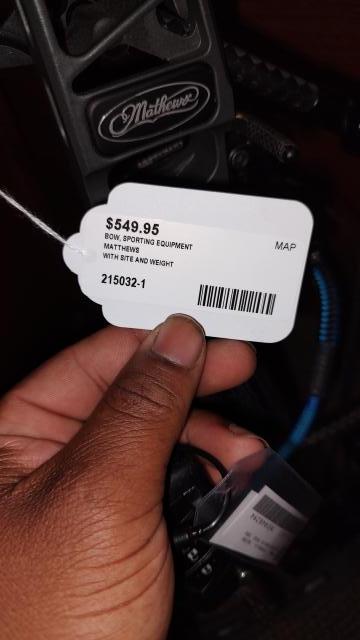 Mathews
$549.95
BOW, SPORTING EQUIPMENT
MATTHEWS
MAP
WITH SITE AND WEIGHT
215032-1